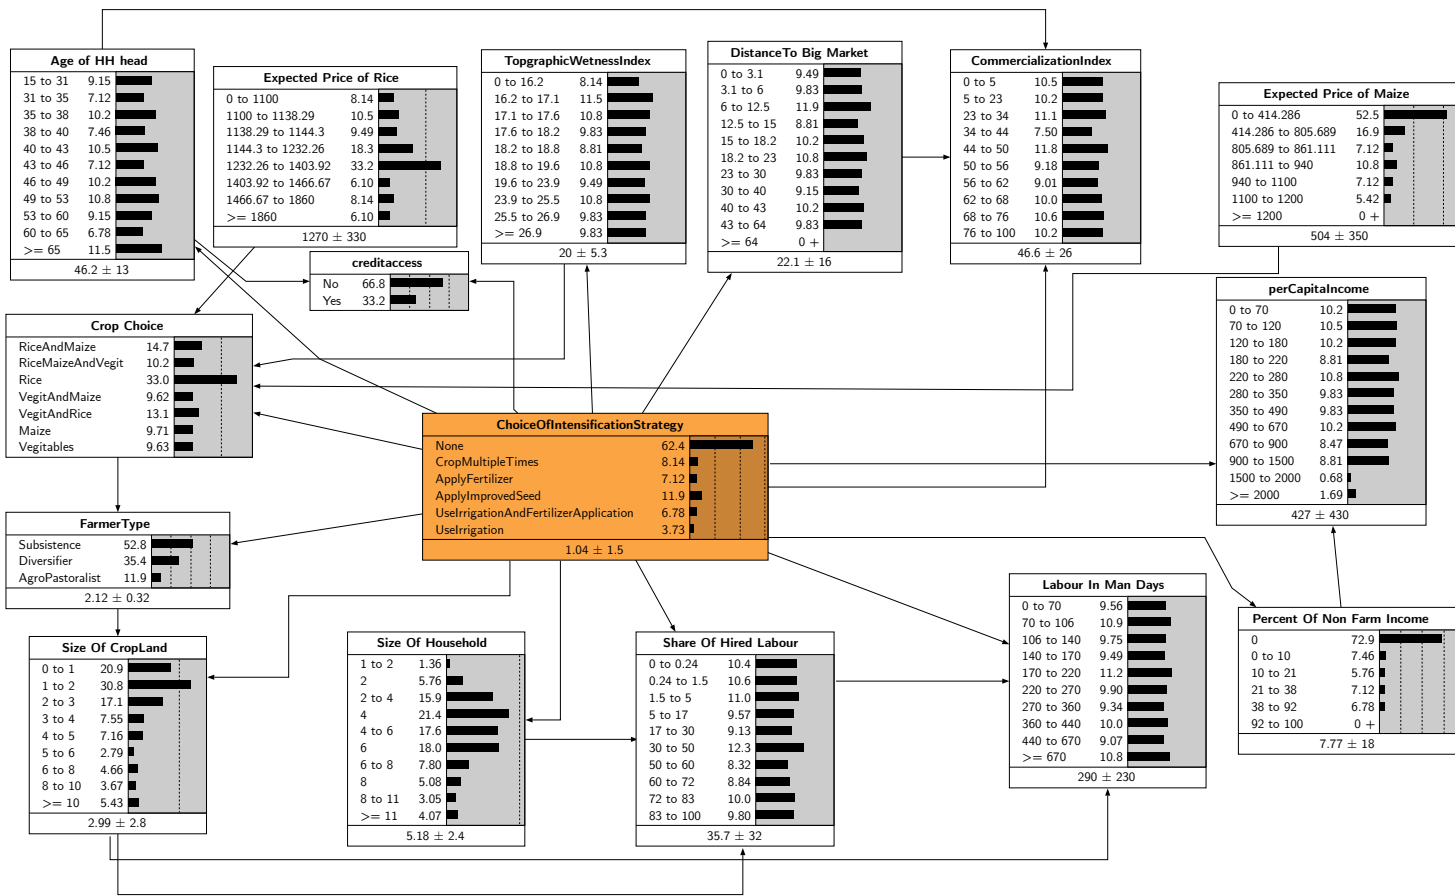 Age of HH head
15 to 31 9.15
31 to 35 7.12
35 to 38 10.2
38 to 40 7.46
40 to 43 10.5
43 to 46 7.12
46 to 49 10.2
49 to 53 10.8
53 to 60 9.15
60 to 65 6.78
>= 65 11.5
46.2 ± 13
Expected Price of Rice
0 to 1100 8.14
1100 to 1138.29 10.5
1138.29 to 1144.3 9.49
1144.3 to 1232.26 18.3
1232.26 to 1403.92 33.2
1403.92 to 1466.67 6.10
1466.67 to 1860 8.14
>= 1860 6.10
1270 ± 330
TopgraphicWetnessIndex
0 to 16.2 8.14
16.2 to 17.1 11.5
17.1 to 17.6 10.8
17.6 to 18.2 9.83
18.2 to 18.8 8.81
18.8 to 19.6 10.8
19.6 to 23.9 9.49
23.9 to 25.5 10.8
25.5 to 26.9 9.83
>= 26.9 9.83
20 ± 5.3
DistanceTo Big Market
0 to 3.1 9.49
3.1 to 6 9.83
6 to 12.5 11.9
12.5 to 15 8.81
15 to 18.2 10.2
18.2 to 23 10.8
23 to 30 9.83
30 to 40 9.15
40 to 43 10.2
43 to 64 9.83
>= 64 0 +
22.1 ± 16
CommercializationIndex
0 to 5 10.5
5 to 23 10.2
23 to 34 11.1
34 to 44 7.50
44 to 50 11.8
50 to 56 9.18
56 to 62 9.01
62 to 68 10.0
68 to 76 10.6
76 to 100 10.2
46.6 ± 26
Expected Price of Maize
0 to 414.286 52.5
414.286 to 805.689 16.9
805.689 to 861.111 7.12
861.111 to 940 10.8
940 to 1100 7.12
1100 to 1200 5.42
>= 1200 0 +
504 ± 350
creditaccess
No 66.8
Yes 33.2
Crop Choice
RiceAndMaize 14.7
RiceMaizeAndVegit 10.2
Rice 33.0
VegitAndMaize 9.62
VegitAndRice 13.1
Maize 9.71
Vegitables 9.63
perCapitaIncome
0 to 70 10.2
70 to 120 10.5
120 to 180 10.2
180 to 220 8.81
220 to 280 10.8
280 to 350 9.83
350 to 490 9.83
490 to 670 10.2
670 to 900 8.47
900 to 1500 8.81
1500 to 2000 0.68
>= 2000 1.69
427 ± 430
ChoiceOfIntensificationStrategy
None 62.4
CropMultipleTimes 8.14
ApplyFertilizer 7.12
ApplyImprovedSeed 11.9
UseIrrigationAndFertilizerApplication 6.78
UseIrrigation 3.73
1.04 ± 1.5
FarmerType
Subsistence 52.8
Diversifier 35.4
AgroPastoralist 11.9
2.12 ± 0.32
Size Of CropLand
0 to 1 20.9
1 to 2 30.8
2 to 3 17.1
3 to 4 7.55
4 to 5 7.16
5 to 6 2.79
6 to 8 4.66
8 to 10 3.67
>= 10 5.43
2.99 ± 2.8
Size Of Household
1 to 2 1.36
2 5.76
2 to 4 15.9
4 21.4
4 to 6 17.6
6 18.0
6 to 8 7.80
8 5.08
8 to 11 3.05
>= 11 4.07
5.18 ± 2.4
Share Of Hired Labour
0 to 0.24 10.4
0.24 to 1.5 10.6
1.5 to 5 11.0
5 to 17 9.57
17 to 30 9.13
30 to 50 12.3
50 to 60 8.32
60 to 72 8.84
72 to 83 10.0
83 to 100 9.80
35.7 ± 32
Labour In Man Days
0 to 70 9.56
70 to 106 10.9
106 to 140 9.75
140 to 170 9.49
170 to 220 11.2
220 to 270 9.90
270 to 360 9.34
360 to 440 10.0
440 to 670 9.07
>= 670 10.8
290 ± 230
Percent Of Non Farm Income
0 72.9
0 to 10 7.46
10 to 21 5.76
21 to 38 7.12
38 to 92 6.78
92 to 100 0 +
7.77 ± 18